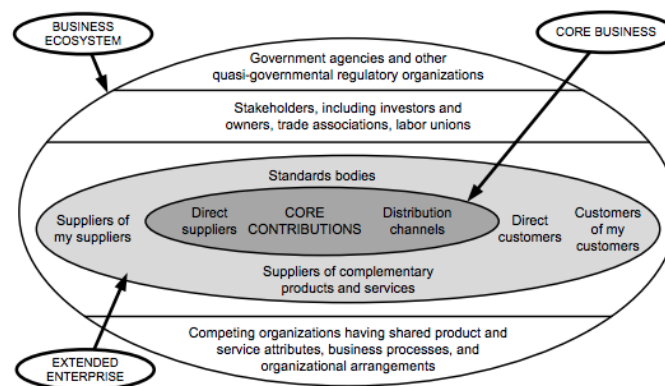 BUSINESS
ECOSYSTEM
CORE BUSINESS
Government agencies and other
quasi-governmental regulatory organizations
Stakeholders, including investors and
owners, trade associations, labor unions
Standards bodies
Suppliers of
my suppliers
Direct
suppliers
CORE
CONTRIBUTIONS
Distribution
channels
Direct
customers
Customers
of my
customers
Suppliers of complementary
products and services
Competing organizations having shared product and
service attributes, business processes, and
organizational arrangements
EXTENDED
ENTERPRISE